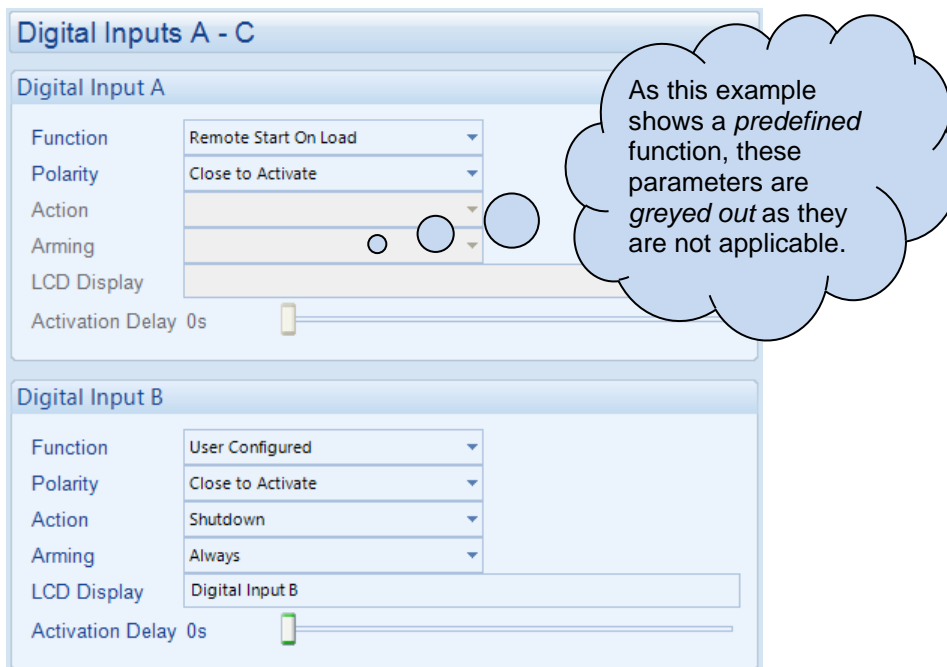 Digital Inputs A - C
Digital Input A
Function Remote Start On Load
Polarity Close to Activate
Action
Arming
LCD Display
Activation Delay 0s
As this example
shows a predefined
function, these
parameters are
greyed out as they
are not applicable.
Digital Input B
Function User Configured
Polarity Close to Activate
Action Shutdown
Arming Always
LCD Display Digital Input B
Activation Delay 0s